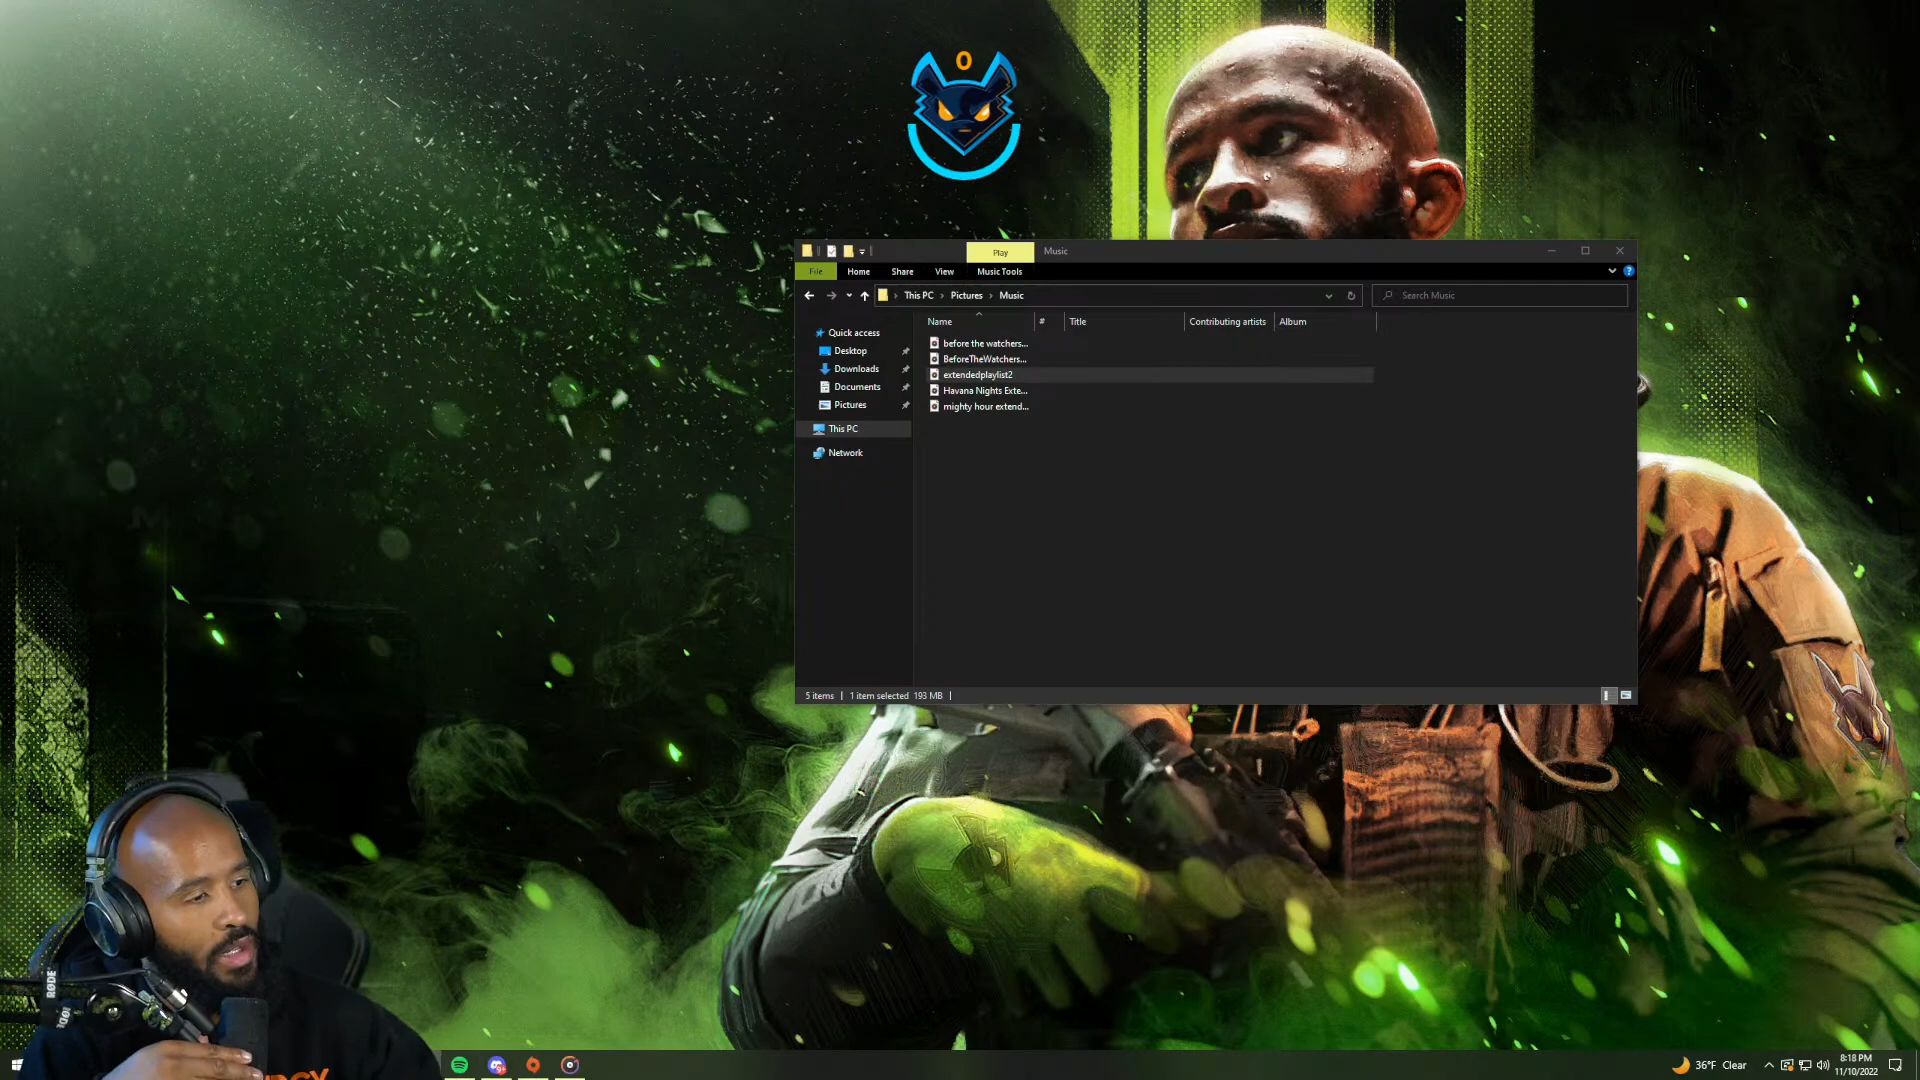 0
Play
Music
File
Home
Share
View
Music Tools
This PC
Pictures
Music
Search Music
Name
#
Title
Contributing artists
Album
Quick access
Desktop
Downloads
Documents
Pictures
This PC
Network
before the watchers...
BeforeTheWatchers...
extendedplaylist2
Havana Nights Exte...
mighty hour extend...
5 items
1 item selected 193 MB
RØDE
36°F Clear
8:18 PM
11/10/2022